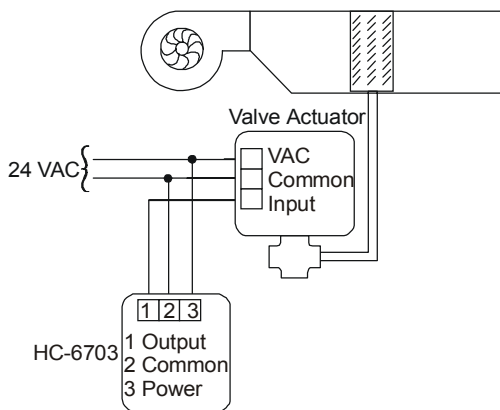 Valve Actuator
24 VAC
VAC
Common
Input
1 2 3
HC-6703
1 Output
2 Common
3 Power